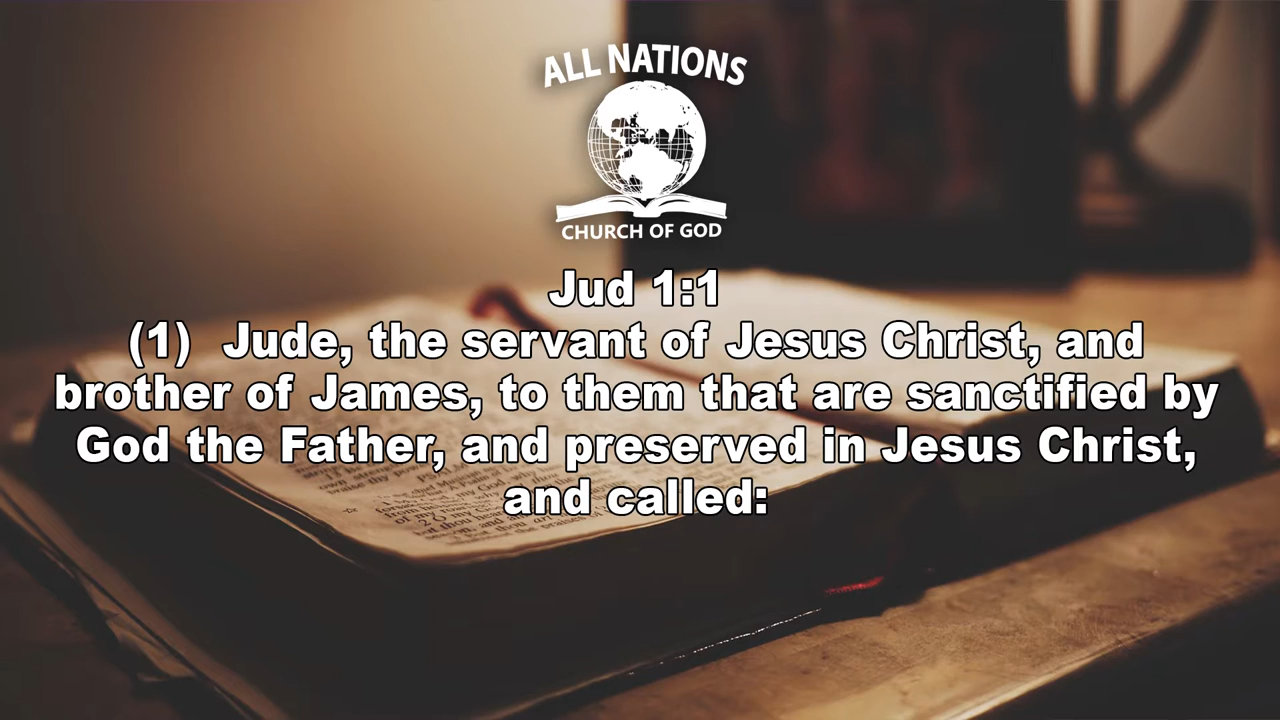 ALL NATIONS
CHURCH OF GOD
Jud 1:1
(1)  Jude, the servant of Jesus Christ, and
brother of James, to them that are sanctified by
God the Father, and preserved in Jesus Christ,
and called: